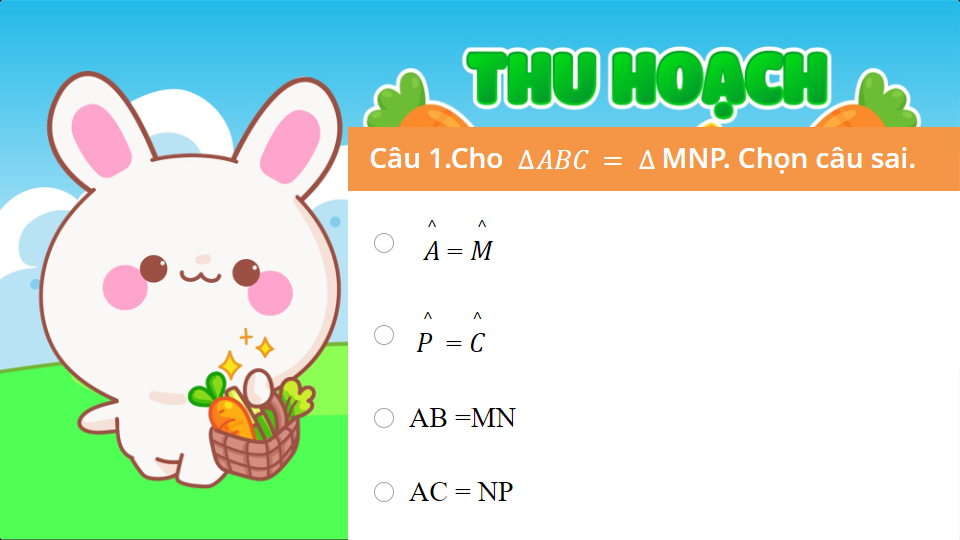 THU HOẠCH
Câu 1.Cho ΔABC = Δ MNP. Chọn câu sai.
Â = M̂
P̂ = Ĉ
AB =MN
AC = NP